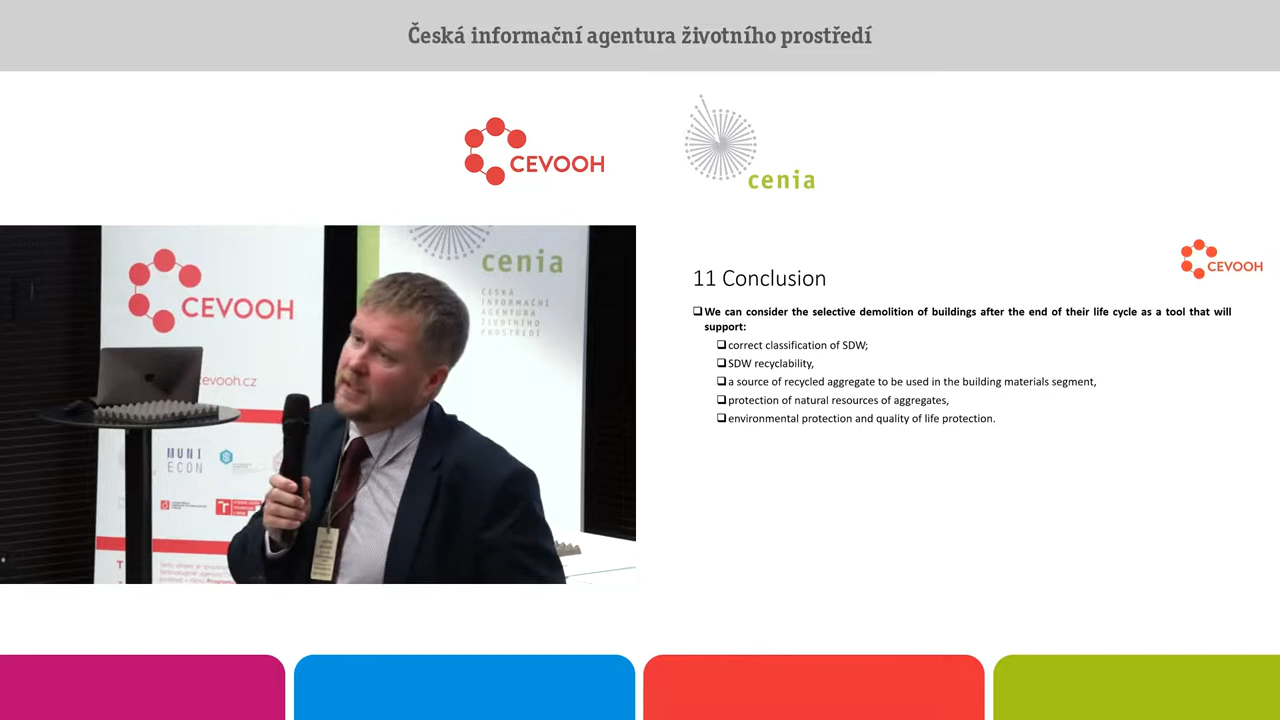 Česká informační agentura životního prostředí
CEVOOH
cenia
CEVOOH
cevooh.cz
MUNI
ECON
cenia
ČESKÁ
INFORMAČNÍ
AGENTURA
ŽIVOTNÍHO
PROSTŘEDÍ
CEVOOH
11 Conclusion
We can consider the selective demolition of buildings after the end of their life cycle as a tool that will
support:
correct classification of SDW;
SDW recyclability,
a source of recycled aggregate to be used in the building materials segment,
protection of natural resources of aggregates,
environmental protection and quality of life protection.